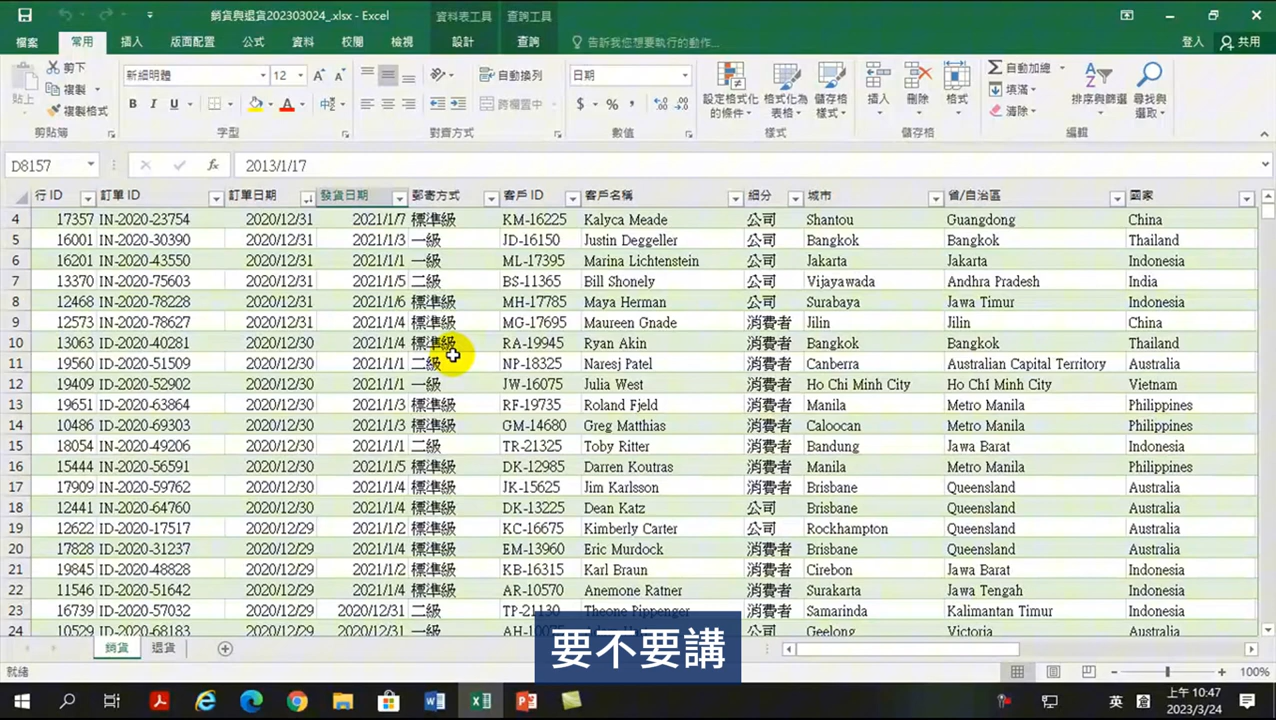 銷貨與退貨202303024_.xlsx - Excel
資料表工具 查詢工具
檔案 常用 插入 版面配置 公式 資料 校閱 檢視 設計 查詢 告訴我您想要執行的動作... 登入 共用
貼上 剪下 複製 複製格式
新細明體 12 B I U A 中
自動換列 跨欄置中
日期 $ % ,
設定格式化的條件 格式化為表格 儲存格樣式
插入 刪除 格式
自動加總 填滿 清除 排序與篩選 尋找與選取
剪貼簿 字型 對齊方式 數值 樣式 儲存格 編輯
D8157 fx 2013/1/17
行 ID 訂單 ID 訂單日期 發貨日期 郵寄方式 客戶 ID 客戶名稱 細分 城市 省/自治區 國家
4 17357 IN-2020-23754 2020/12/31 2021/1/7 標準級 KM-16225 Kalyca Meade 公司 Shantou Guangdong China
5 16001 IN-2020-30390 2020/12/31 2021/1/3 一級 JD-16150 Justin Deggeller 公司 Bangkok Bangkok Thailand
6 16201 IN-2020-43550 2020/12/31 2021/1/1 一級 ML-17395 Marina Lichtenstein 公司 Jakarta Jakarta Indonesia
7 13370 IN-2020-75603 2020/12/31 2021/1/5 二級 BS-11365 Bill Shonely 公司 Vijayawada Andhra Pradesh India
8 12468 IN-2020-78228 2020/12/31 2021/1/6 標準級 MH-17785 Maya Herman 公司 Surabaya Jawa Timur Indonesia
9 12573 IN-2020-78627 2020/12/31 2021/1/4 標準級 MG-17695 Maureen Gnade 消費者 Jilin Jilin China
10 13063 ID-2020-40281 2020/12/30 2021/1/4 標準級 RA-19945 Ryan Akin 消費者 Bangkok Bangkok Thailand
11 19560 ID-2020-51509 2020/12/30 2021/1/1 二級 NP-18325 Naresj Patel 消費者 Canberra Australian Capital Territory Australia
12 19409 ID-2020-52902 2020/12/30 2021/1/1 一級 JW-16075 Julia West 消費者 Ho Chi Minh City Ho Chí Minh City Vietnam
13 19651 ID-2020-63864 2020/12/30 2021/1/3 標準級 RF-19735 Roland Fjeld 消費者 Manila Metro Manila Philippines
14 10486 ID-2020-69303 2020/12/30 2021/1/4 標準級 GM-14680 Greg Matthias 消費者 Caloocan Metro Manila Philippines
15 18054 IN-2020-49206 2020/12/30 2021/1/1 二級 TR-21325 Toby Ritter 消費者 Bandung Jawa Barat Indonesia
16 15444 IN-2020-56591 2020/12/30 2021/1/5 標準級 DK-12985 Darren Koutras 消費者 Manila Metro Manila Philippines
17 17909 IN-2020-59762 2020/12/30 2021/1/4 標準級 JK-15625 Jim Karlsson 消費者 Brisbane Queensland Australia
18 12441 IN-2020-64760 2020/12/30 2021/1/4 標準級 DK-13225 Dean Katz 公司 Brisbane Queensland Australia
19 12622 ID-2020-17517 2020/12/29 2021/1/2 標準級 KC-16675 Kimberly Carter 公司 Rockhampton Queensland Australia
20 17828 ID-2020-31237 2020/12/29 2021/1/4 標準級 EM-13960 Eric Murdock 消費者 Brisbane Queensland Australia
21 19845 ID-2020-48828 2020/12/29 2021/1/2 標準級 KB-16315 Karl Braun 消費者 Cirebon Jawa Barat Indonesia
22 11546 ID-2020-51642 2020/12/29 2021/1/4 標準級 AR-10570 Anemone Ratner 消費者 Surakarta Jawa Tengah Indonesia
23 16739 ID-2020-57032 2020/12/29 2020/12/31 二級 TP-21130 Theone Pippenger 消費者 Samarinda Kalimantan Timur Indonesia
24 10529 ID-2020-68183 2020/12/29 2020/12/31 一級 公司 Geelong Victoria Australia
要不要講
銷貨 退貨
就緒 100%
英 上午 10:47
2023/3/24